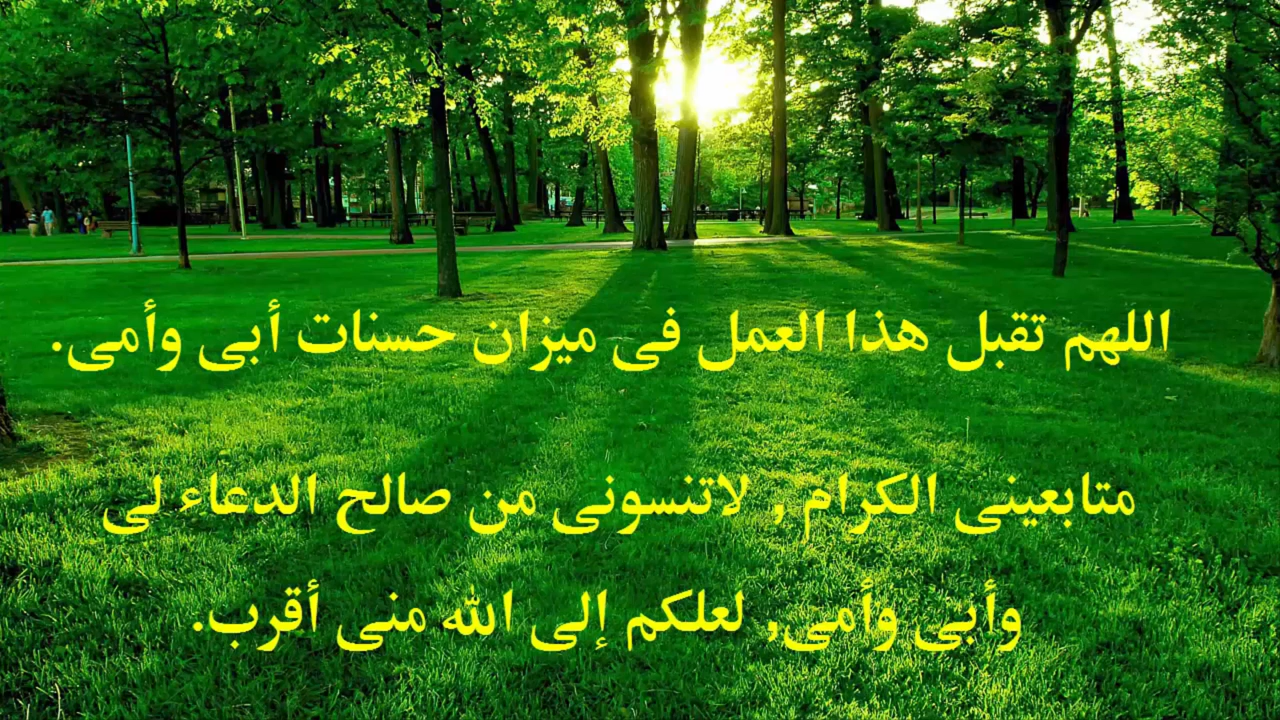 اللهم تقبل هذا العمل فى ميزان حسنات أبى وأمى.
متابعينى الكرام , لاتنسونى من صالح الدعاء لى
وأبى وأمى, لعلكم إلى الله منى أقرب.